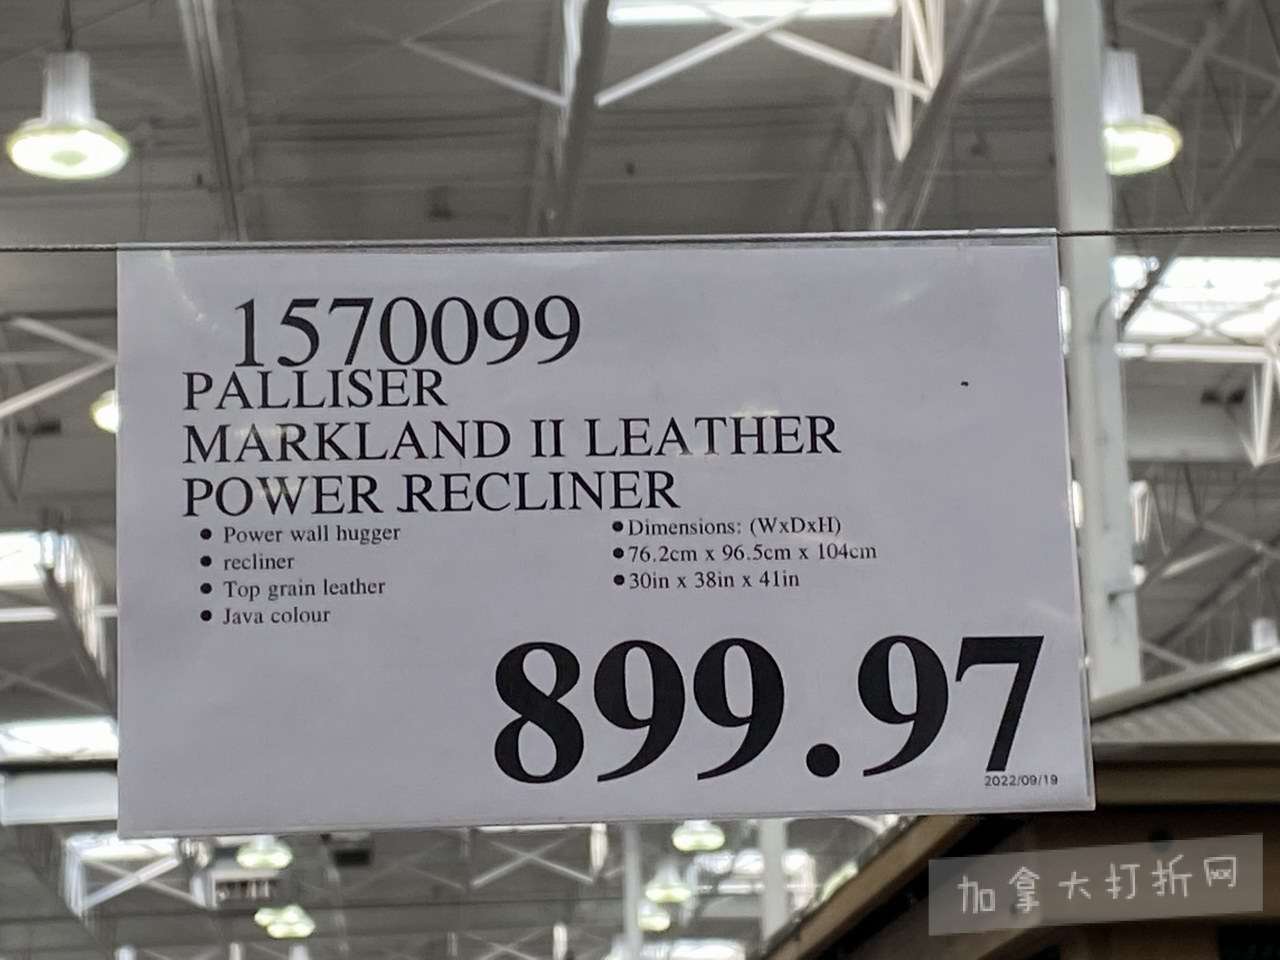 1570099
PALLISER
MARKLAND II LEATHER
POWER RECLINER
• Power wall hugger
• recliner
• Top grain leather
• Java colour
• Dimensions: (WxDxH)
• 76.2cm x 96.5cm x 104cm
• 30in x 38in x 41in
899.97
2022/09/19
加拿大打折网